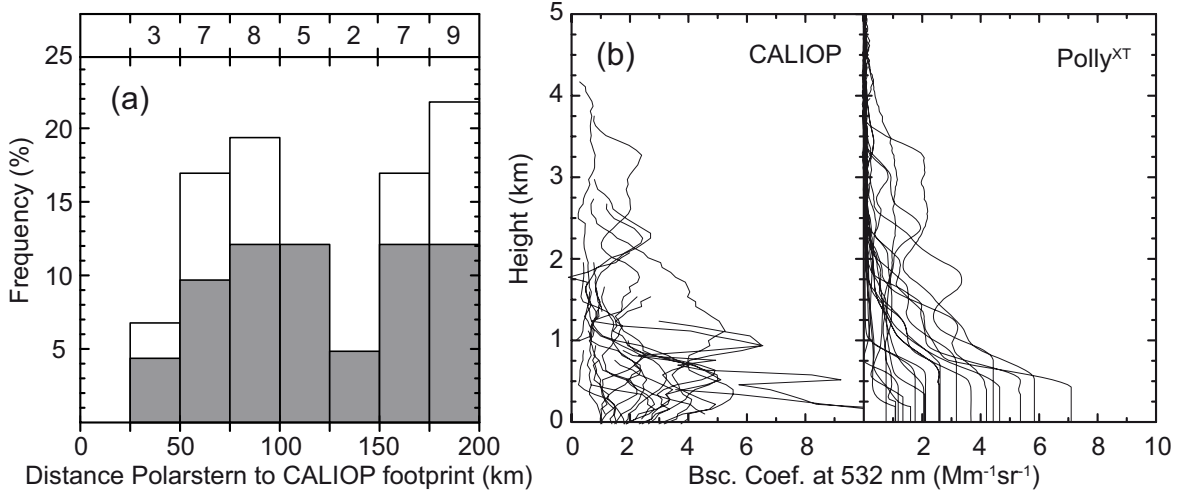 3 7 8 5 2 7 9
25
20
15
10
5
(a)
Frequency (%)
0 50 100 150 200
Distance Polarstern to CALIOP footprint (km)
5
4
3
2
1
0
(b)
CALIOP
Polly^XT
Height (km)
0 2 4 6 8 2 4 6 8 10
Bsc. Coef. at 532 nm (Mm⁻¹sr⁻¹)